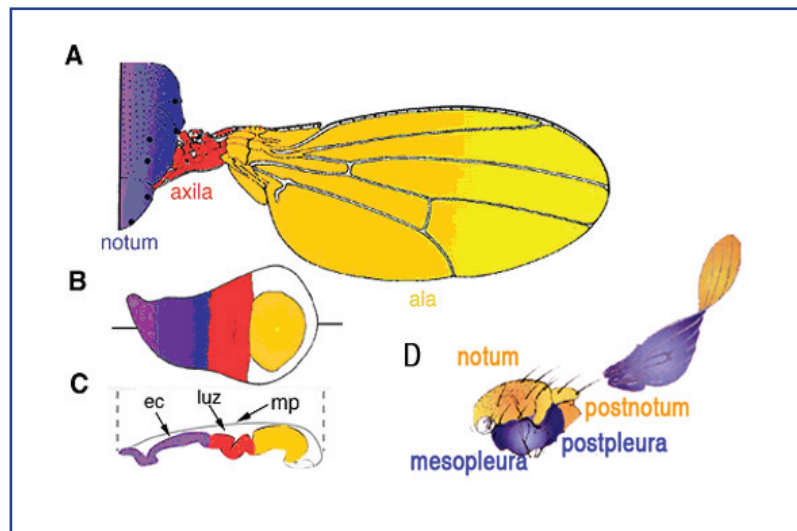 A
axila
notum
ala
B
C
ec
luz
mp
D
notum
postnotum
postpleura
mesopleura